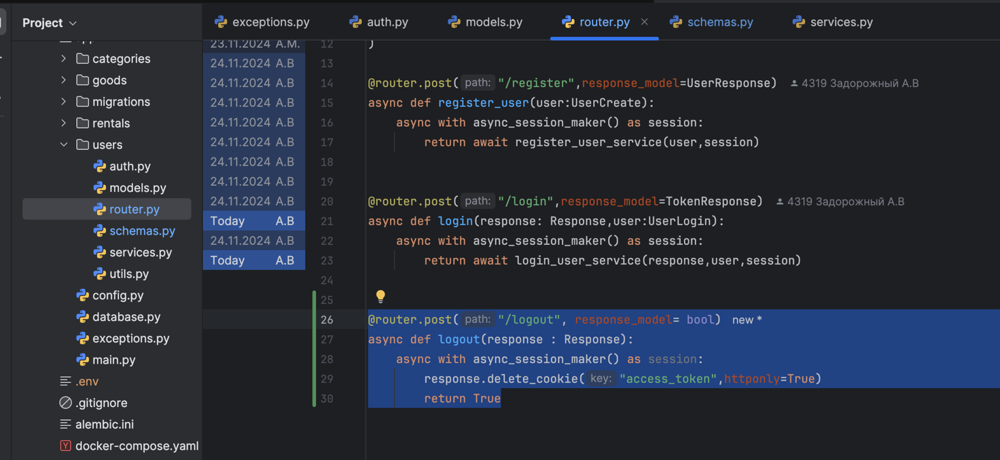 Project
exceptions.py
auth.py
models.py
router.py
schemas.py
services.py
categories
goods
migrations
rentals
users
auth.py
models.py
router.py
schemas.py
services.py
utils.py
config.py
database.py
exceptions.py
main.py
.env
.gitignore
alembic.ini
docker-compose.yaml
23.11.2024 A.M. 12 )
24.11.2024 A.B 13
24.11.2024 A.B 14 @router.post( path: "/register",response_model=UserResponse) 4319 Задорожный А.В
24.11.2024 A.B 15 async def register_user(user:UserCreate):
24.11.2024 A.B 16 async with async_session_maker() as session:
24.11.2024 A.B 17 return await register_user_service(user,session)
24.11.2024 A.B 18
24.11.2024 A.B 19
24.11.2024 A.B 20 @router.post( path: "/login",response_model=TokenResponse) 4319 Задорожный А.В
Today A.B 21 async def login(response: Response,user:UserLogin):
24.11.2024 A.B 22 async with async_session_maker() as session:
Today A.B 23 return await login_user_service(response,user,session)
24
25
26 @router.post( path: "/logout", response_model= bool) new *
27 async def logout(response : Response):
28 async with async_session_maker() as session:
29 response.delete_cookie( key: "access_token",httponly=True)
30 return True